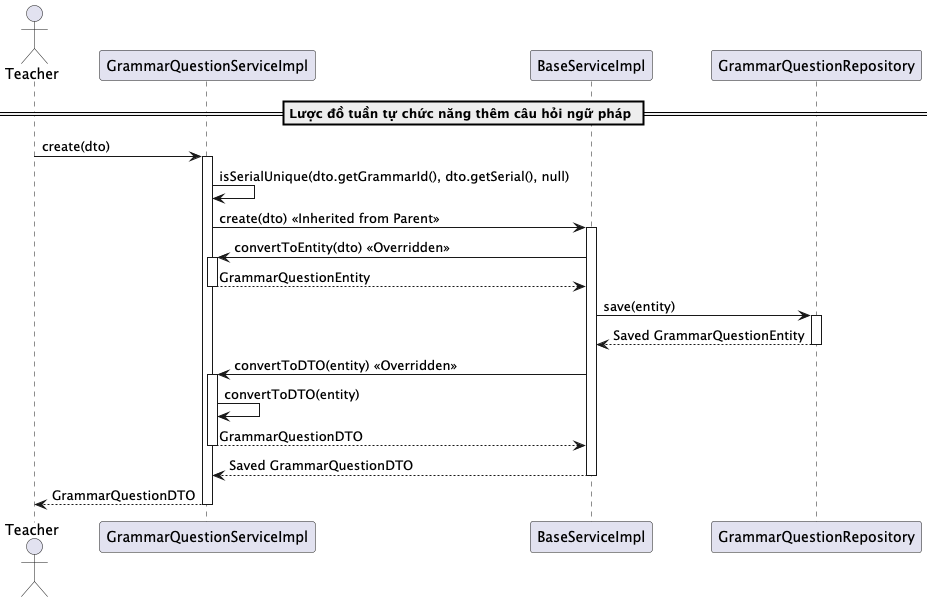 Teacher
GrammarQuestionServiceImpl
BaseServiceImpl
GrammarQuestionRepository
Lược đồ tuần tự chức năng thêm câu hỏi ngữ pháp
create(dto)
isSerialUnique(dto.getGrammarId(), dto.getSerial(), null)
create(dto) «Inherited from Parent»
convertToEntity(dto) «Overridden»
GrammarQuestionEntity
save(entity)
Saved GrammarQuestionEntity
convertToDTO(entity) «Overridden»
convertToDTO(entity)
GrammarQuestionDTO
Saved GrammarQuestionDTO
GrammarQuestionDTO
Teacher
GrammarQuestionServiceImpl
BaseServiceImpl
GrammarQuestionRepository